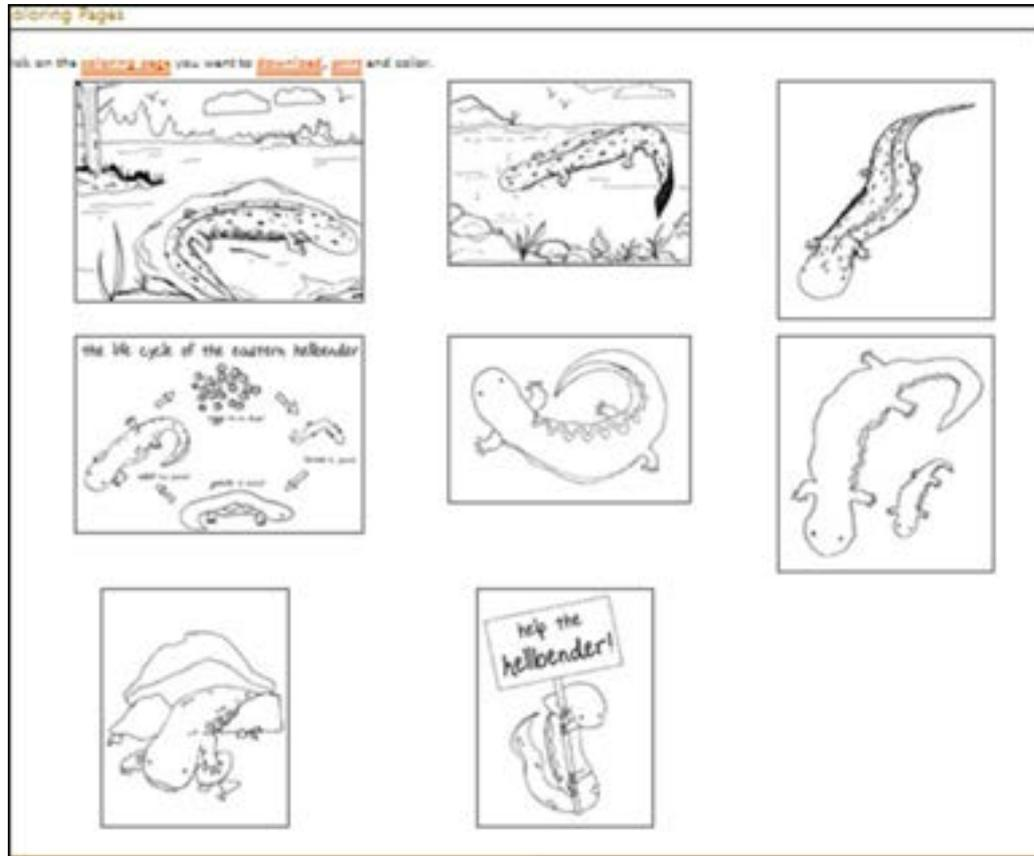 oloring Pages
on the coloring page you want to download, print and color.
the life cycle of the eastern hellbender
help the
hellbender!